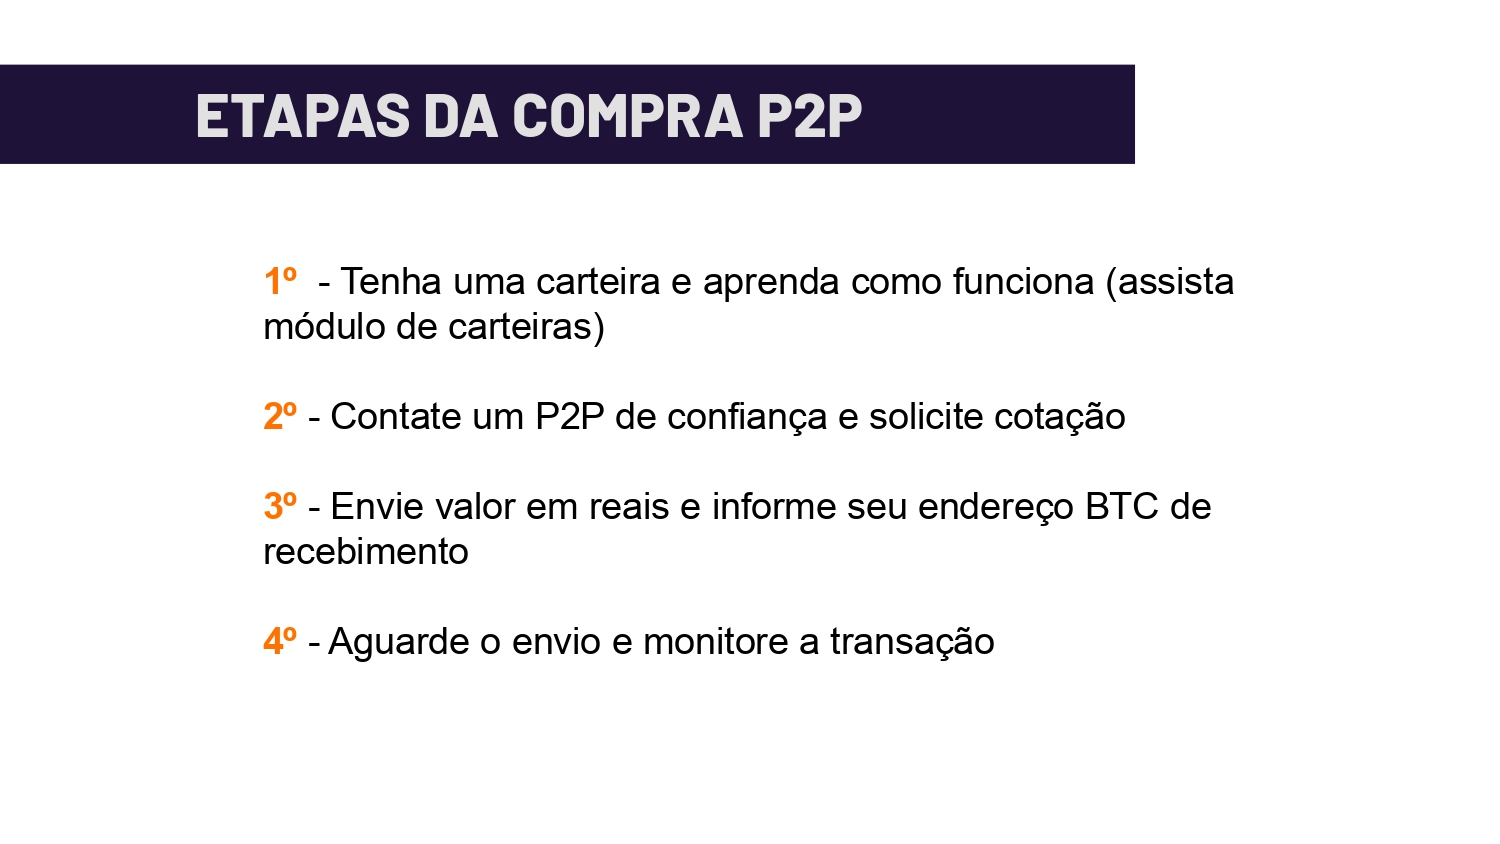 ETAPAS DA COMPRA P2P
1º  - Tenha uma carteira e aprenda como funciona (assista
módulo de carteiras)
2º - Contate um P2P de confiança e solicite cotação
3º - Envie valor em reais e informe seu endereço BTC de
recebimento
4º - Aguarde o envio e monitore a transação